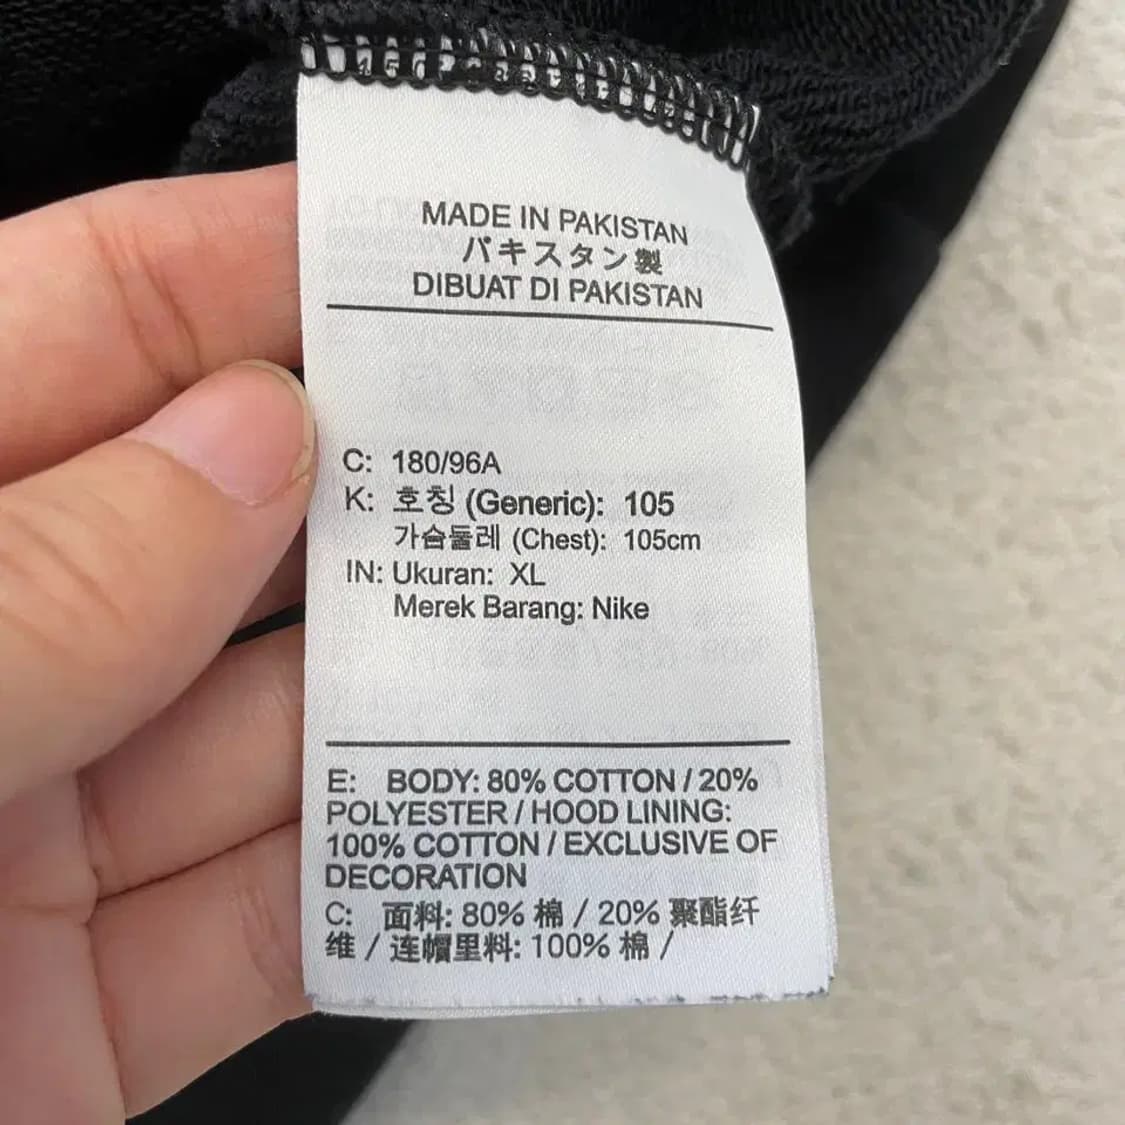 MADE IN PAKISTAN
パキスタン製
DIBUAT DI PAKISTAN
C: 180/96A
K: 호칭 (Generic): 105
가슴둘레 (Chest): 105cm
IN: Ukuran: XL
Merek Barang: Nike
E: BODY: 80% COTTON / 20%
POLYESTER / HOOD LINING:
100% COTTON / EXCLUSIVE OF
DECORATION
C: 面料: 80% 棉 / 20% 聚酯纤
维 / 连帽里料: 100% 棉 /